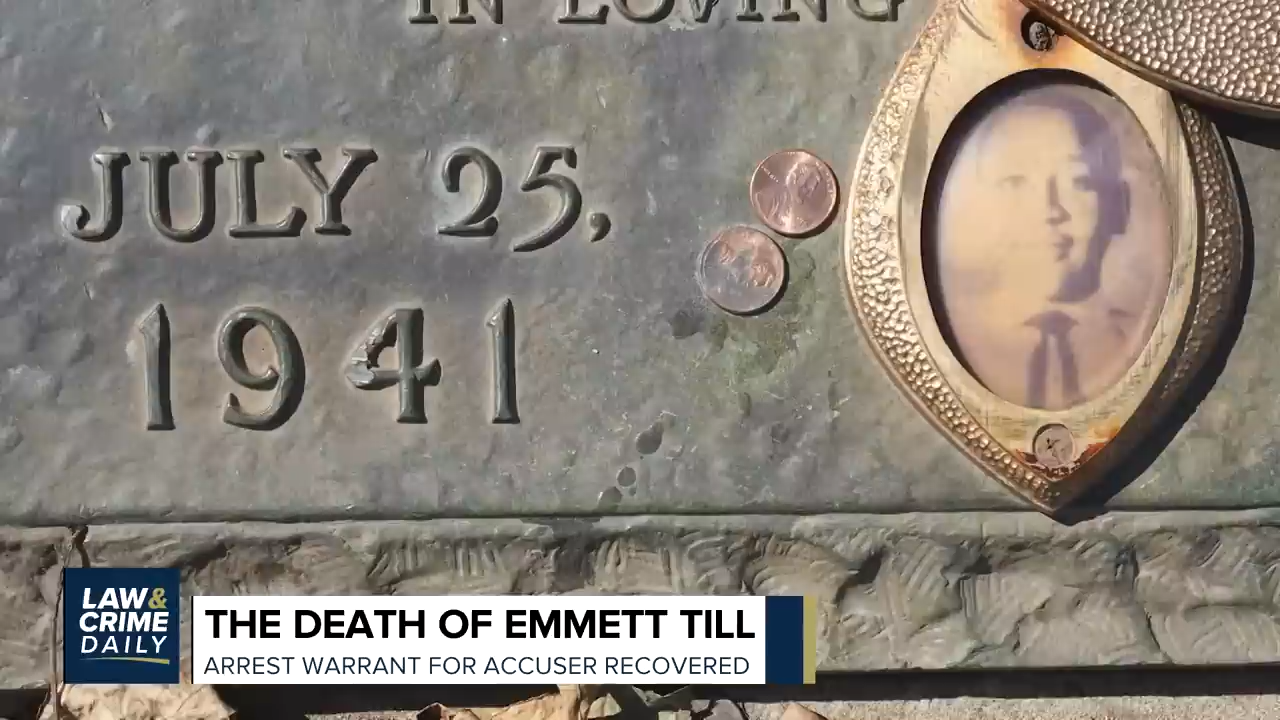 IN LOVING
JULY 25,
1941
LAW&
CRIME
DAILY
THE DEATH OF EMMETT TILL
ARREST WARRANT FOR ACCUSER RECOVERED